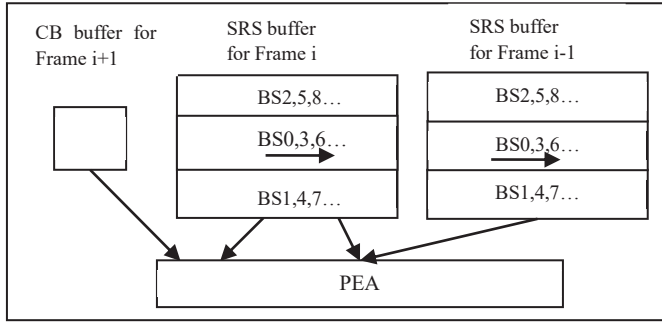 CB buffer for
Frame i+1
SRS buffer
for Frame i
SRS buffer
for Frame i-1
BS2,5,8…
BS0,3,6…
BS1,4,7…
BS2,5,8…
BS0,3,6…
BS1,4,7…
PEA